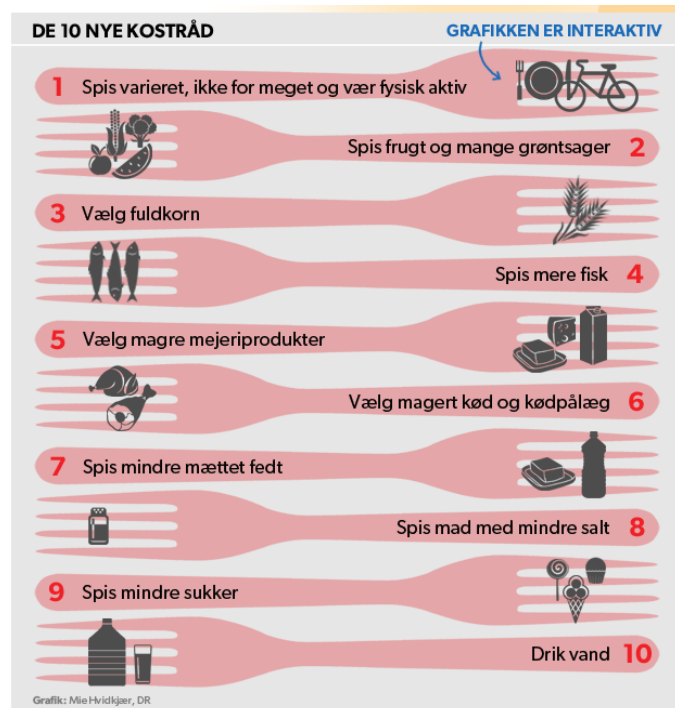 DE 10 NYE KOSTRÅD
GRAFIKKEN ER INTERAKTIV
1 Spis varieret, ikke for meget og vær fysisk aktiv
Spis frugt og mange grøntsager 2
3 Vælg fuldkorn
Spis mere fisk 4
5 Vælg magre mejeriprodukter
Vælg magert kød og kødpålæg 6
7 Spis mindre mættet fedt
Spis mad med mindre salt 8
9 Spis mindre sukker
Drik vand 10
Grafik: Mie Hvidkjær, DR